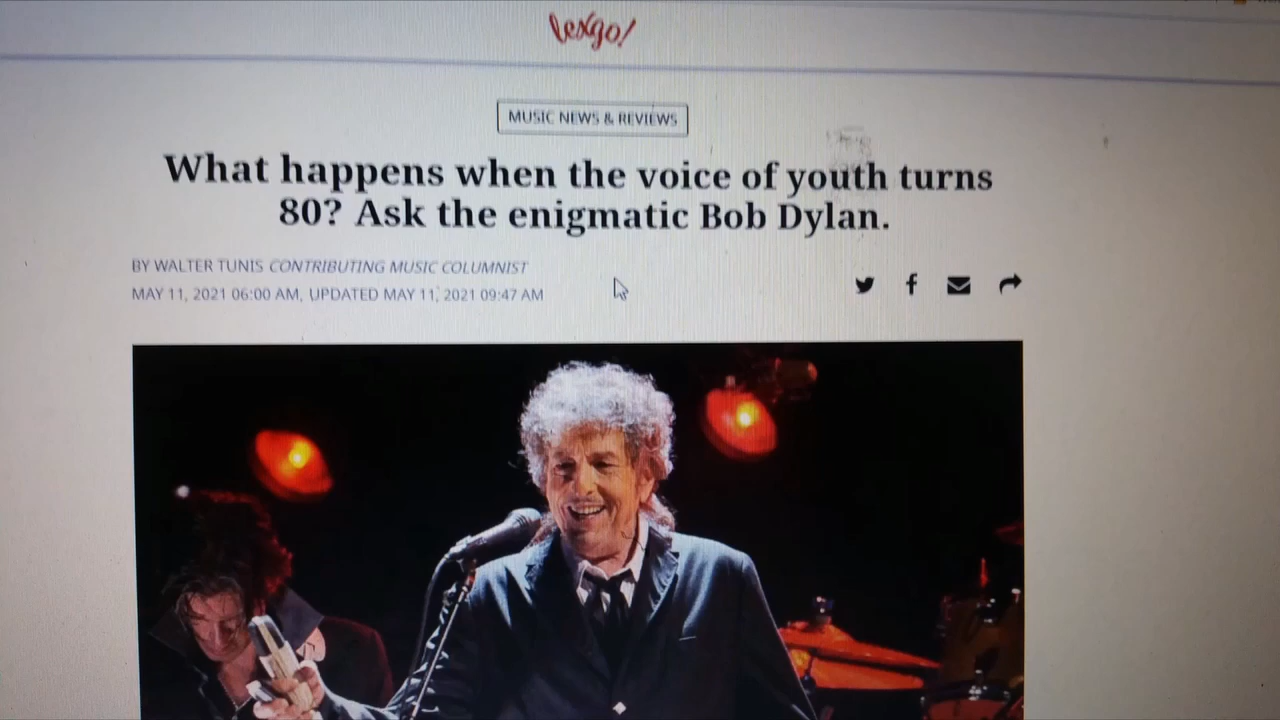 lexgo!
MUSIC NEWS & REVIEWS
What happens when the voice of youth turns
80? Ask the enigmatic Bob Dylan.
BY WALTER TUNIS CONTRIBUTING MUSIC COLUMNIST
MAY 11, 2021 06:00 AM, UPDATED MAY 11, 2021 09:47 AM